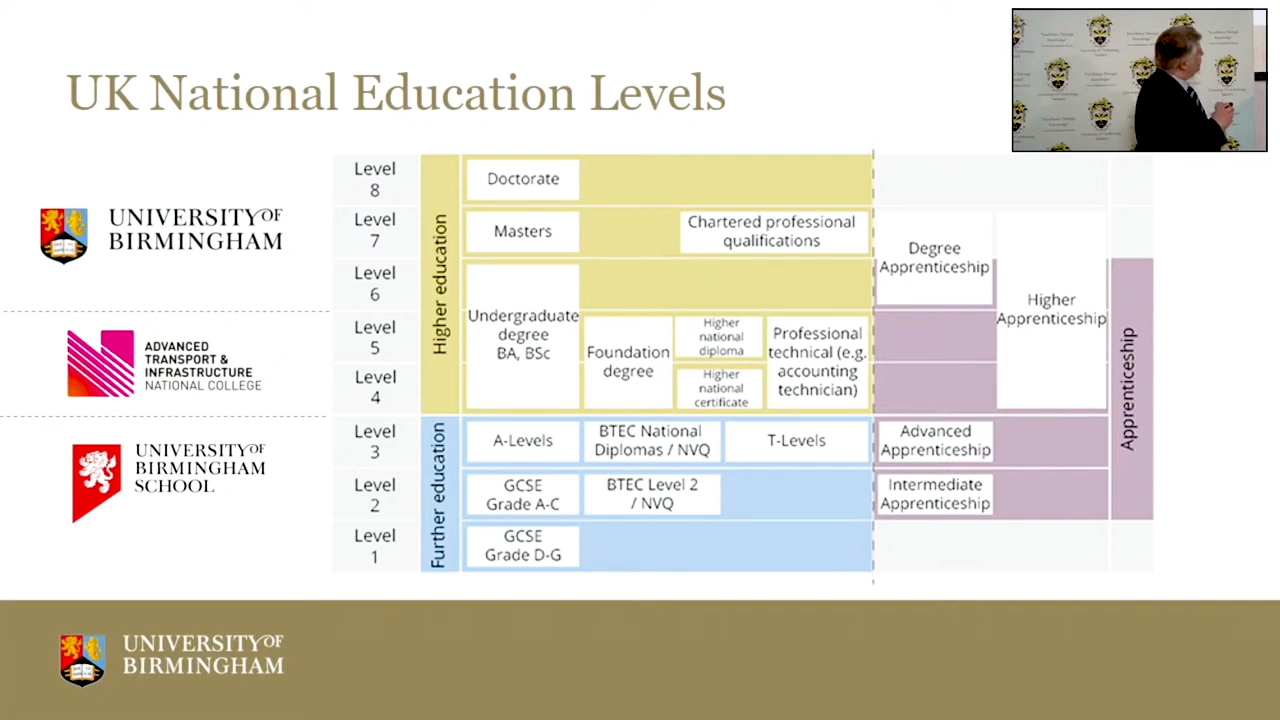 UK National Education Levels
UNIVERSITY OF
BIRMINGHAM
ADVANCED
TRANSPORT &
INFRASTRUCTURE
NATIONAL COLLEGE
UNIVERSITY OF
BIRMINGHAM
SCHOOL
Level
8
Level
7
Level
6
Level
5
Level
4
Level
3
Level
2
Level
1
Higher education
Further education
Doctorate
Masters
Chartered professional
qualifications
Undergraduate
degree
BA, BSc
Foundation
degree
Higher
national
diploma
Higher
national
certificate
Professional
technical (e.g.
accounting
technician)
A-Levels
BTEC National
Diplomas / NVQ
T-Levels
GCSE
Grade A-C
BTEC Level 2
/ NVQ
GCSE
Grade D-G
Degree
Apprenticeship
Higher
Apprenticeship
Advanced
Apprenticeship
Intermediate
Apprenticeship
Apprenticeship
UNIVERSITY OF
BIRMINGHAM